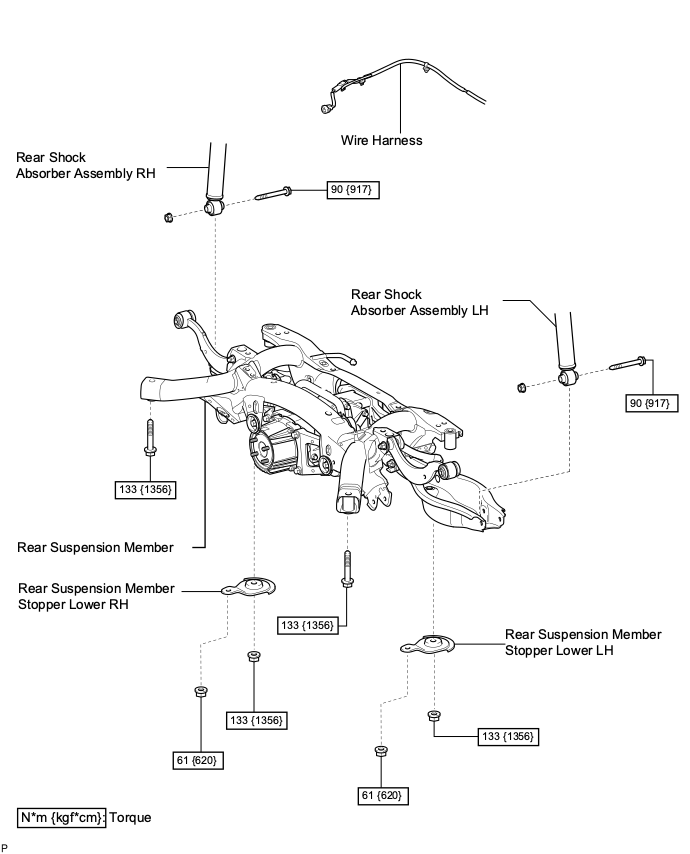 Wire Harness
Rear Shock
Absorber Assembly RH
90 {917}
Rear Shock
Absorber Assembly LH
90 {917}
133 {1356}
Rear Suspension Member
Rear Suspension Member
Stopper Lower RH
133 {1356}
Rear Suspension Member
Stopper Lower LH
133 {1356}
133 {1356}
61 {620}
61 {620}
N*m {kgf*cm}: Torque
P